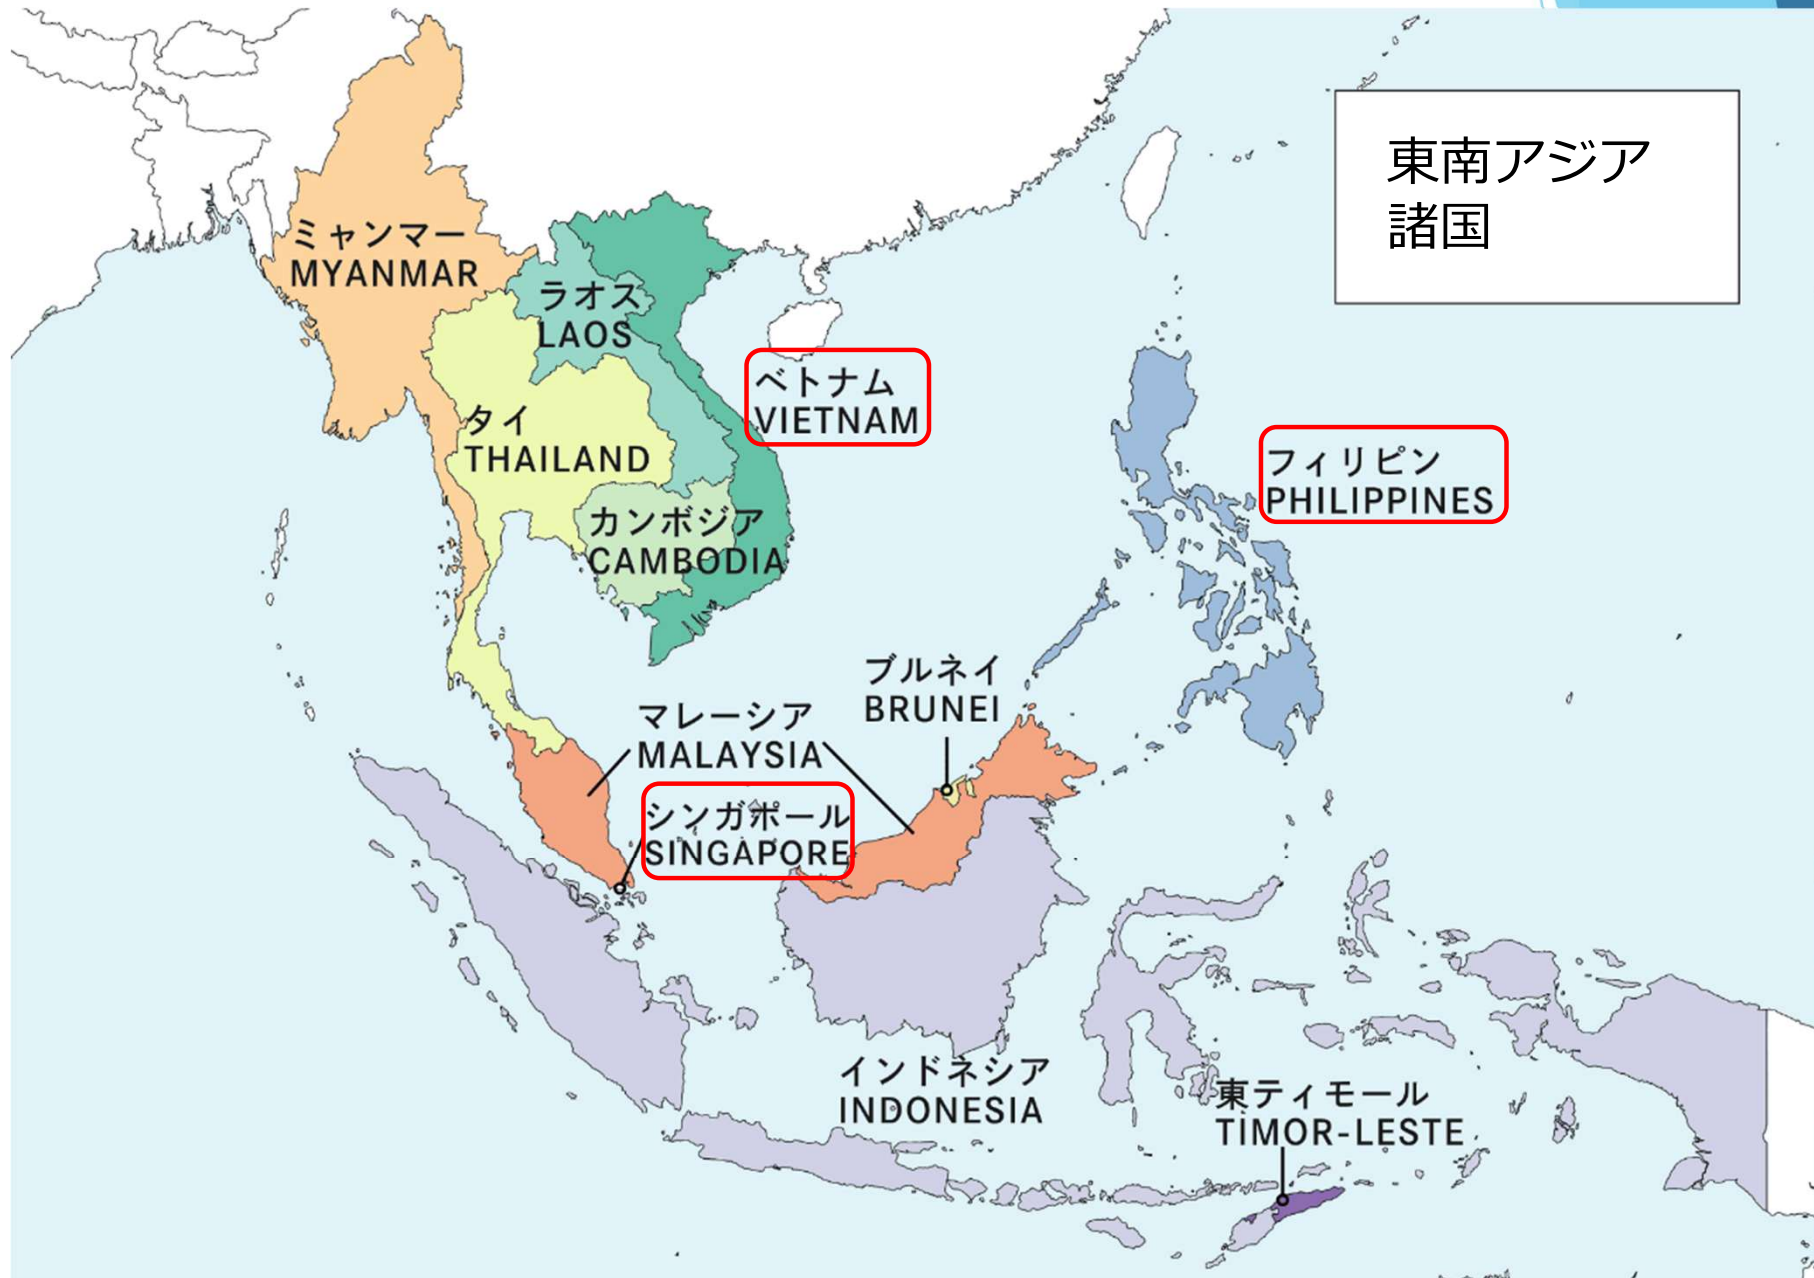 東南アジア
諸国
ミャンマー
MYANMAR
ラオス
LAOS
ベトナム
VIETNAM
タイ
THAILAND
フィリピン
PHILIPPINES
カンボジア
CAMBODIA
ブルネイ
BRUNEI
マレーシア
MALAYSIA
シンガポール
SINGAPORE
インドネシア
INDONESIA
東ティモール
TIMOR-LESTE